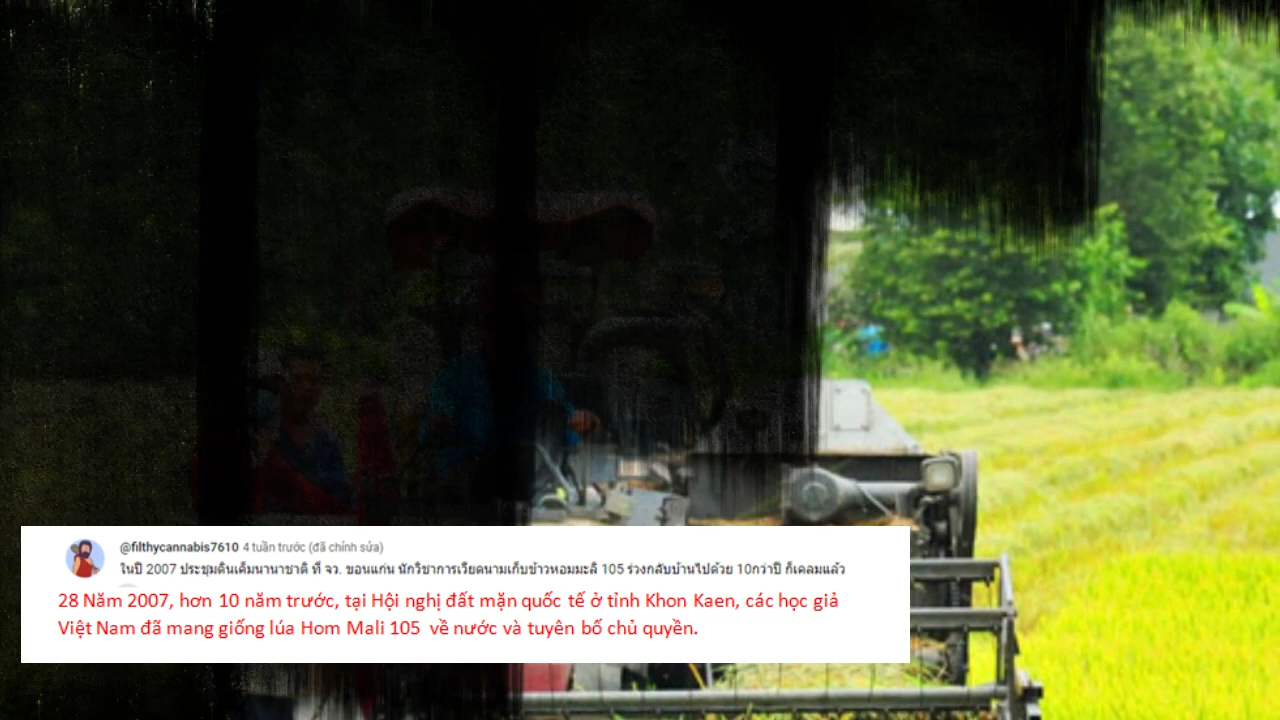 @filthycannabis7610 4 tuần trước (đã chỉnh sửa)
ในปี 2007 ประชุมดินเค็มนานาชาติ ที่ จว. ขอนแก่น นักวิชาการเวียดนามเก็บข้าวหอมมะลิ 105 ร่วงกลับบ้านไปด้วย 10กว่าปี ก็เคลมแล้ว
28 Năm 2007, hơn 10 năm trước, tại Hội nghị đất mặn quốc tế ở tỉnh Khon Kaen, các học giả
Việt Nam đã mang giống lúa Hom Mali 105 về nước và tuyên bố chủ quyền.